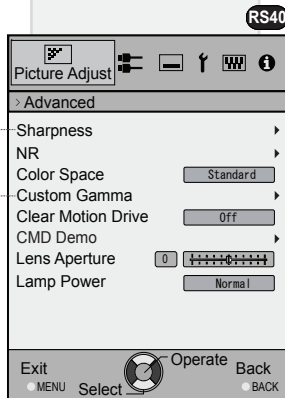 RS40
Picture Adjust
> Advanced
Sharpness
NR
Color Space Standard
Custom Gamma
Clear Motion Drive Off
CMD Demo
Lens Aperture 0
Lamp Power Normal
Exit Operate Back
MENU Select BACK